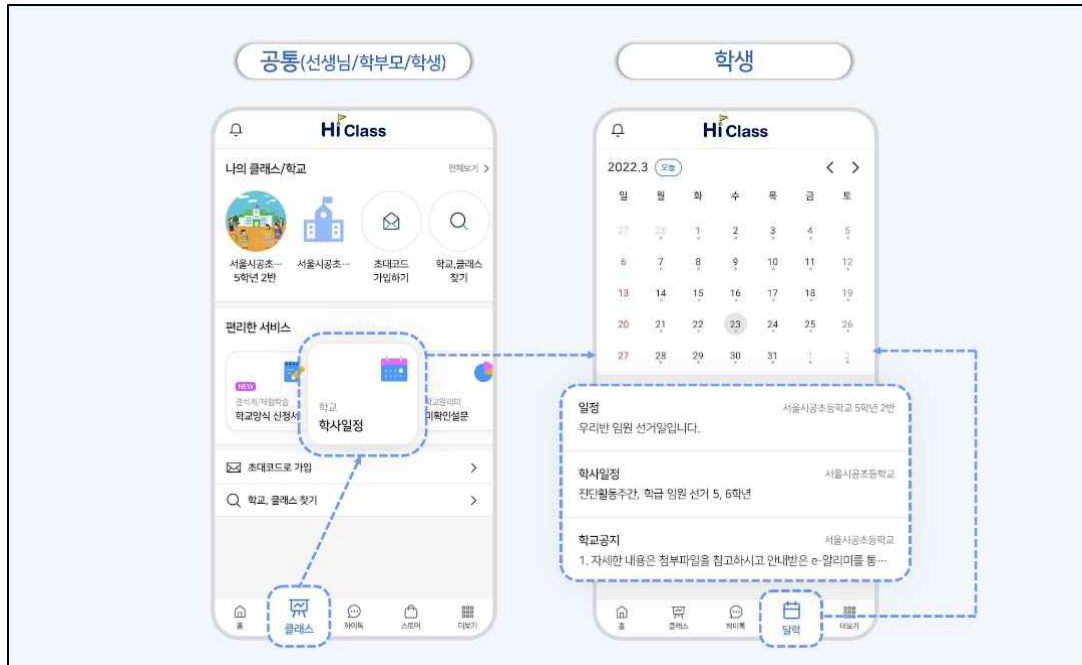 공통(선생님/학부모/학생)
Hi Class
나의 클래스/학교
전체보기 >
서울시공초…
5학년 2반
서울시공초…
초대코드
가입하기
학교,클래스
찾기
편리한 서비스
NEW
결석계/체험학습
학교양식 신청서
학교
학사일정
학교알리미
미확인설문
초대코드로 가입 >
학교, 클래스 찾기 >
홈 클래스 하이톡 스토어 더보기
학생
Hi Class
2022.3 오늘 < >
일 월 화 수 목 금 토
27 28 1 2 3 4 5
6 7 8 9 10 11 12
13 14 15 16 17 18 19
20 21 22 23 24 25 26
27 28 29 30 31 1 2
일정 서울시공초등학교 5학년 2반
우리반 임원 선거일입니다.
학사일정 서울시공초등학교
진단활동주간, 학급 임원 선거 5, 6학년
학교공지 서울시공초등학교
1. 자세한 내용은 첨부파일을 참고하시고 안내받은 e-알리미를 통…
홈 클래스 하이톡 달력 더보기